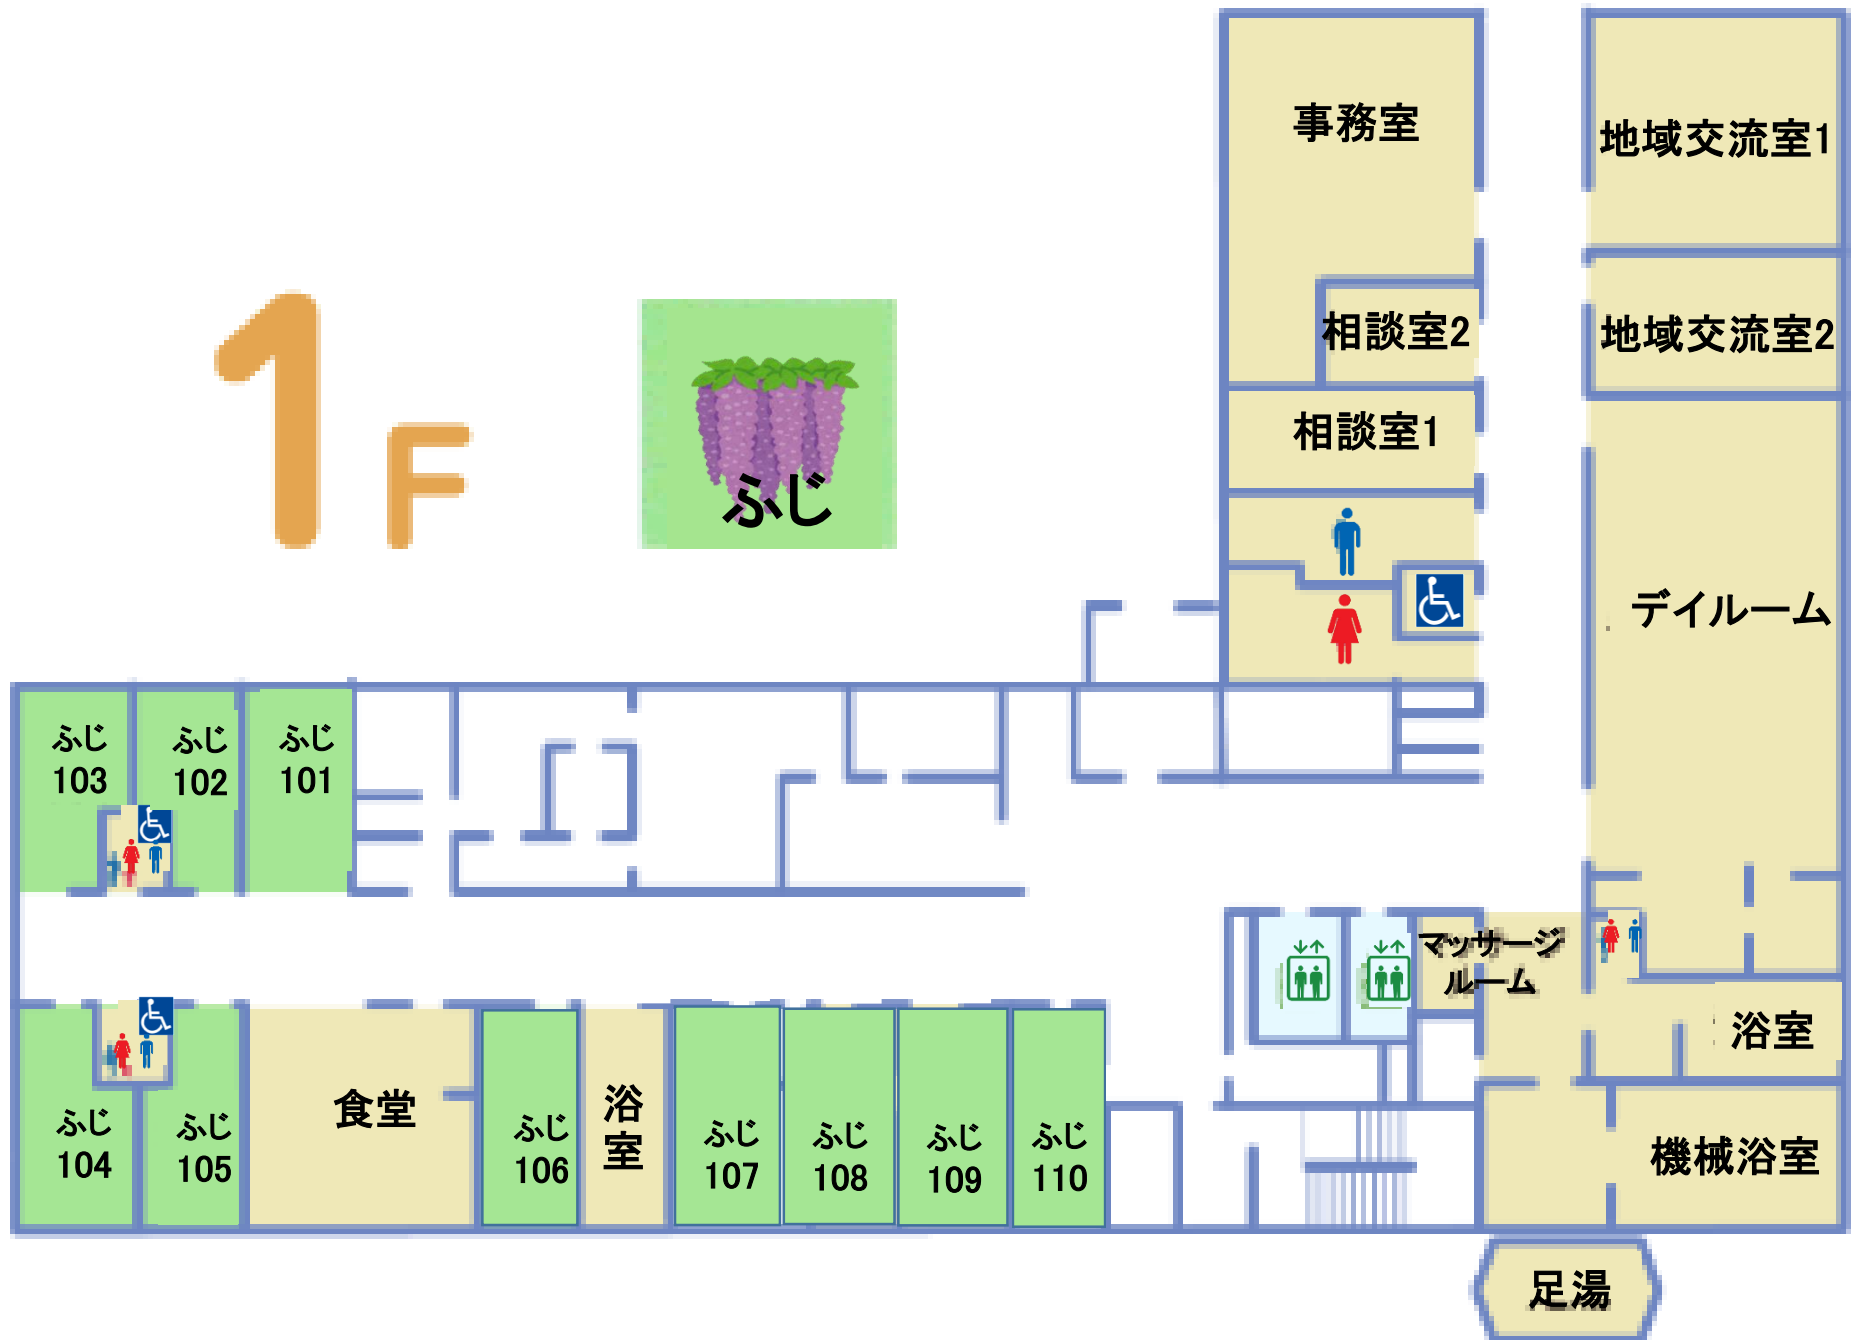 事務室
地域交流室1
相談室2
地域交流室2
相談室1
1F
ふじ
デイルーム
ふじ
103
ふじ
102
ふじ
101
マッサージ
ルーム
浴室
食堂
浴室
ふじ
104
ふじ
105
ふじ
106
ふじ
107
ふじ
108
ふじ
109
ふじ
110
機械浴室
足湯